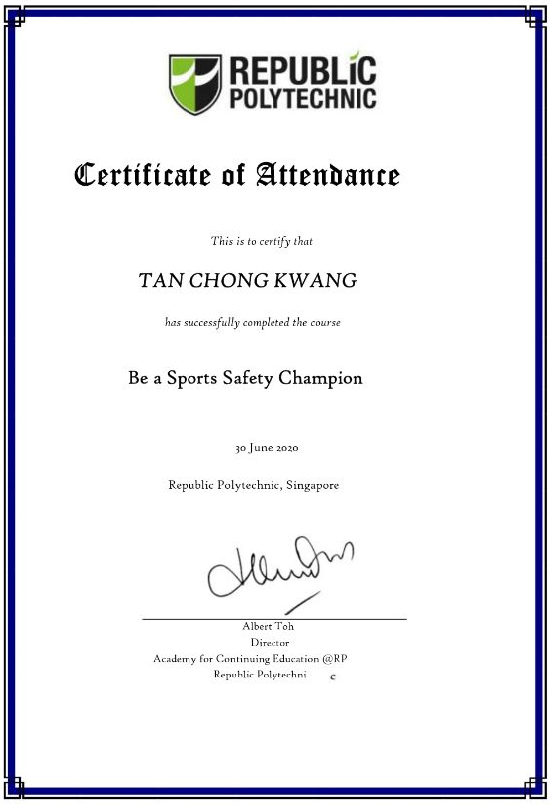 REPUBLIC
POLYTECHNIC
Certificate of Attendance
This is to certify that
TAN CHONG KWANG
has successfully completed the course
Be a Sports Safety Champion
30 June 2020
Republic Polytechnic, Singapore
Albert Toh
Director
Academy for Continuing Education @RP
Republic Polytechni c